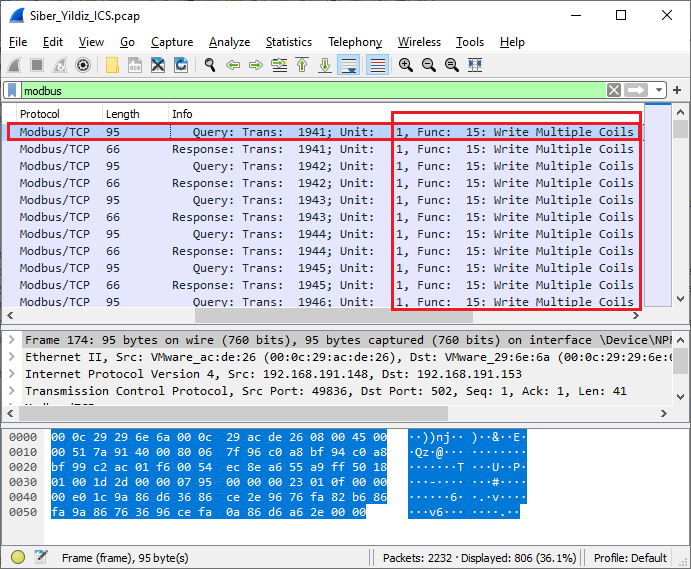 Siber_Yildiz_ICS.pcap
File Edit View Go Capture Analyze Statistics Telephony Wireless Tools Help
modbus
Protocol Length Info
Modbus/TCP 95 Query: Trans: 1941; Unit: 1, Func: 15: Write Multiple Coils
Modbus/TCP 66 Response: Trans: 1941; Unit: 1, Func: 15: Write Multiple Coils
Modbus/TCP 95 Query: Trans: 1942; Unit: 1, Func: 15: Write Multiple Coils
Modbus/TCP 66 Response: Trans: 1942; Unit: 1, Func: 15: Write Multiple Coils
Modbus/TCP 95 Query: Trans: 1943; Unit: 1, Func: 15: Write Multiple Coils
Modbus/TCP 66 Response: Trans: 1943; Unit: 1, Func: 15: Write Multiple Coils
Modbus/TCP 95 Query: Trans: 1944; Unit: 1, Func: 15: Write Multiple Coils
Modbus/TCP 66 Response: Trans: 1944; Unit: 1, Func: 15: Write Multiple Coils
Modbus/TCP 95 Query: Trans: 1945; Unit: 1, Func: 15: Write Multiple Coils
Modbus/TCP 66 Response: Trans: 1945; Unit: 1, Func: 15: Write Multiple Coils
Modbus/TCP 95 Query: Trans: 1946; Unit: 1, Func: 15: Write Multiple Coils
Frame 174: 95 bytes on wire (760 bits), 95 bytes captured (760 bits) on interface \Device\NPF
Ethernet II, Src: VMware_ac:de:26 (00:0c:29:ac:de:26), Dst: VMware_29:6e:6a (00:0c:29:29:6e:6
Internet Protocol Version 4, Src: 192.168.191.148, Dst: 192.168.191.153
Transmission Control Protocol, Src Port: 49836, Dst Port: 502, Seq: 1, Ack: 1, Len: 41
0000 00 0c 29 29 6e 6a 00 0c 29 ac de 26 08 00 45 00 ··))nj·· )··&··E·
0010 00 51 7a 91 40 00 80 06 7f 96 c0 a8 bf 94 c0 a8 ·Qz·@··· ········
0020 bf 99 c2 ac 01 f6 00 54 ec 8e a6 55 a9 ff 50 18 ·······T ···U··P·
0030 01 00 1d 2d 00 00 07 95 00 00 00 23 01 0f 00 00 ···-···· ···#····
0040 00 e0 1c 9a 86 d6 36 86 ce 2e 96 76 fa 82 b6 86 ······6· ·.·v····
0050 fa 9a 86 76 36 96 ce fa 0a 86 d6 a6 2e 00 00 ···v6··· ····.··
Frame (frame), 95 byte(s) Packets: 2232 · Displayed: 806 (36.1%) Profile: Default